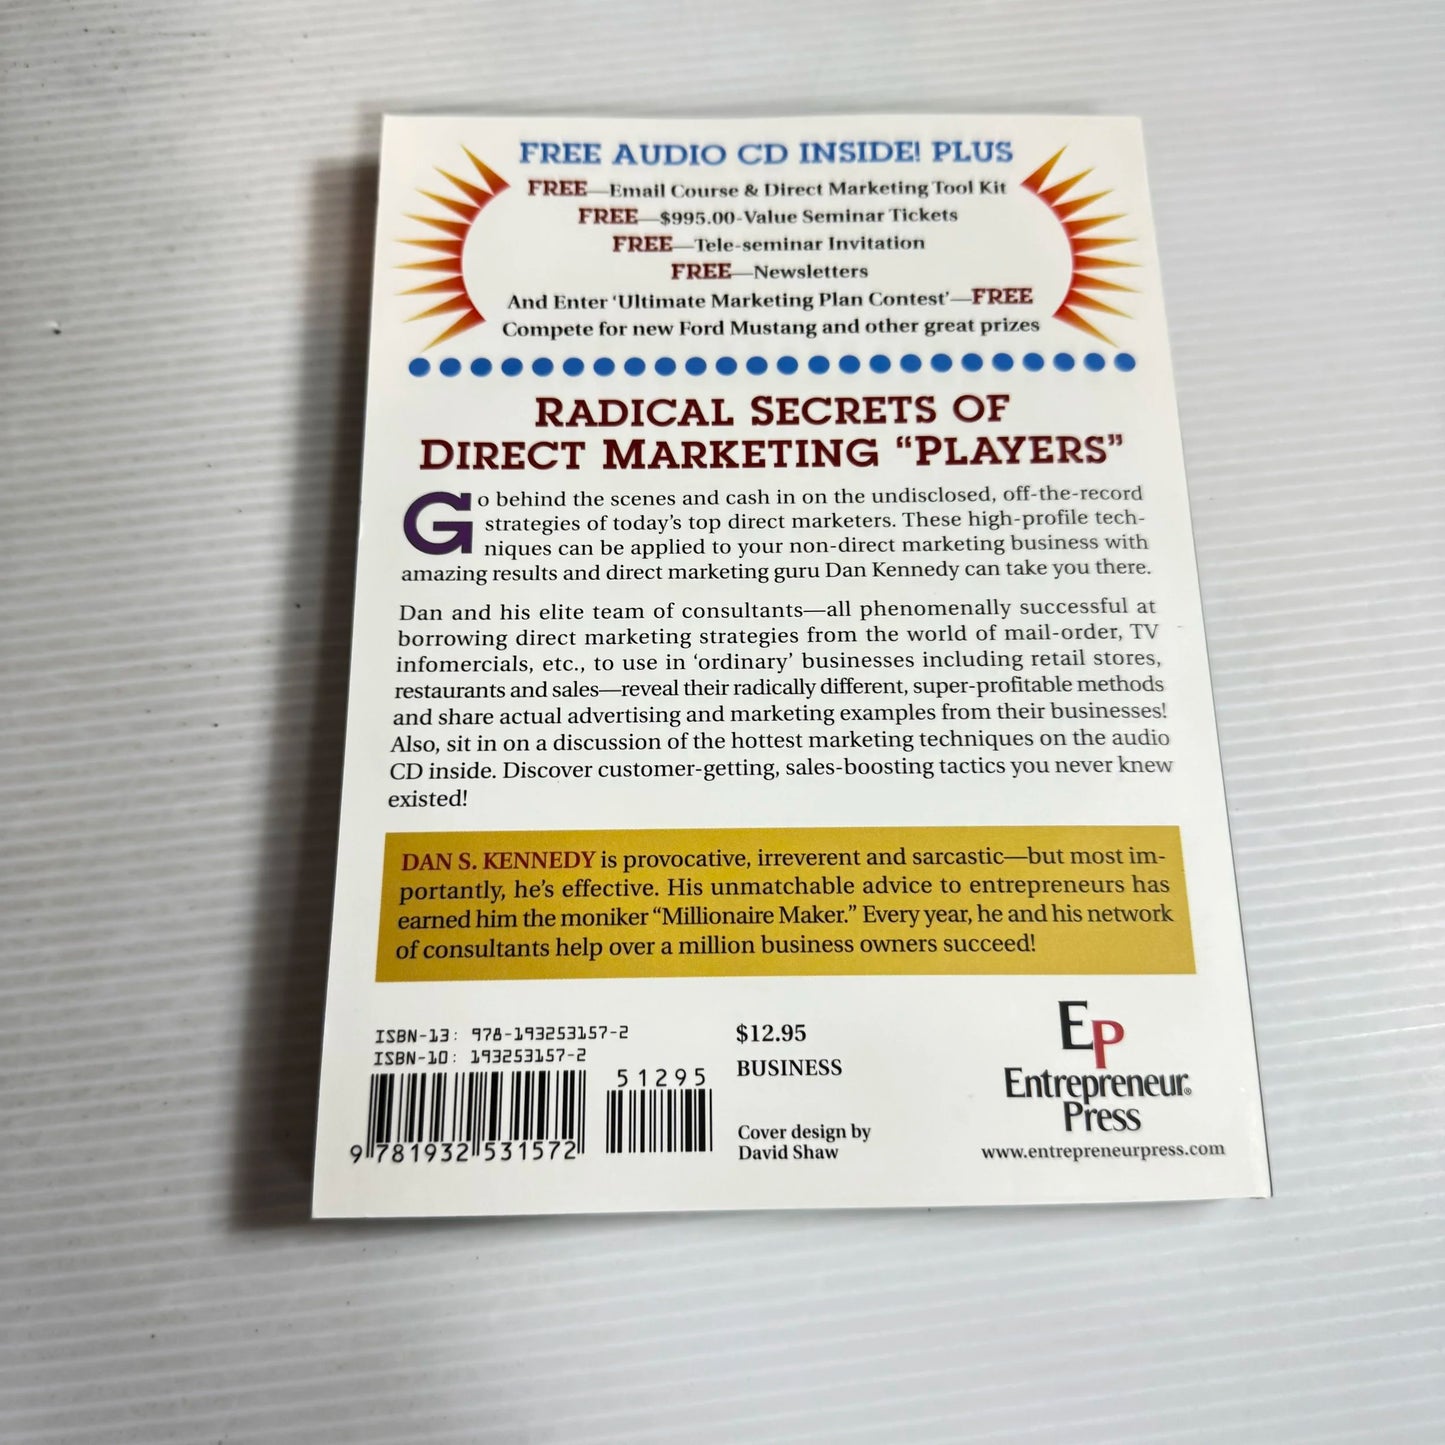 FREE AUDIO CD INSIDE! PLUS
FREE—Email Course & Direct Marketing Tool Kit
FREE—$995.00-Value Seminar Tickets
FREE—Tele-seminar Invitation
FREE—Newsletters
And Enter ‘Ultimate Marketing Plan Contest’—FREE
Compete for new Ford Mustang and other great prizes
RADICAL SECRETS OF
DIRECT MARKETING “PLAYERS”
Go behind the scenes and cash in on the undisclosed, off-the-record
strategies of today’s top direct marketers. These high-profile tech-
niques can be applied to your non-direct marketing business with
amazing results and direct marketing guru Dan Kennedy can take you there.
Dan and his elite team of consultants—all phenomenally successful at
borrowing direct marketing strategies from the world of mail-order, TV
infomercials, etc., to use in ‘ordinary’ businesses including retail stores,
restaurants and sales—reveal their radically different, super-profitable methods
and share actual advertising and marketing examples from their businesses!
Also, sit in on a discussion of the hottest marketing techniques on the audio
CD inside. Discover customer-getting, sales-boosting tactics you never knew
existed!
DAN S. KENNEDY is provocative, irreverent and sarcastic—but most im-
portantly, he’s effective. His unmatchable advice to entrepreneurs has
earned him the moniker “Millionaire Maker.” Every year, he and his network
of consultants help over a million business owners succeed!
ISBN-13: 978-193253157-2
ISBN-10: 193253157-2
51295
9 781932 531572
$12.95
BUSINESS
Cover design by
David Shaw
EP
Entrepreneur®
Press
www.entrepreneurpress.com